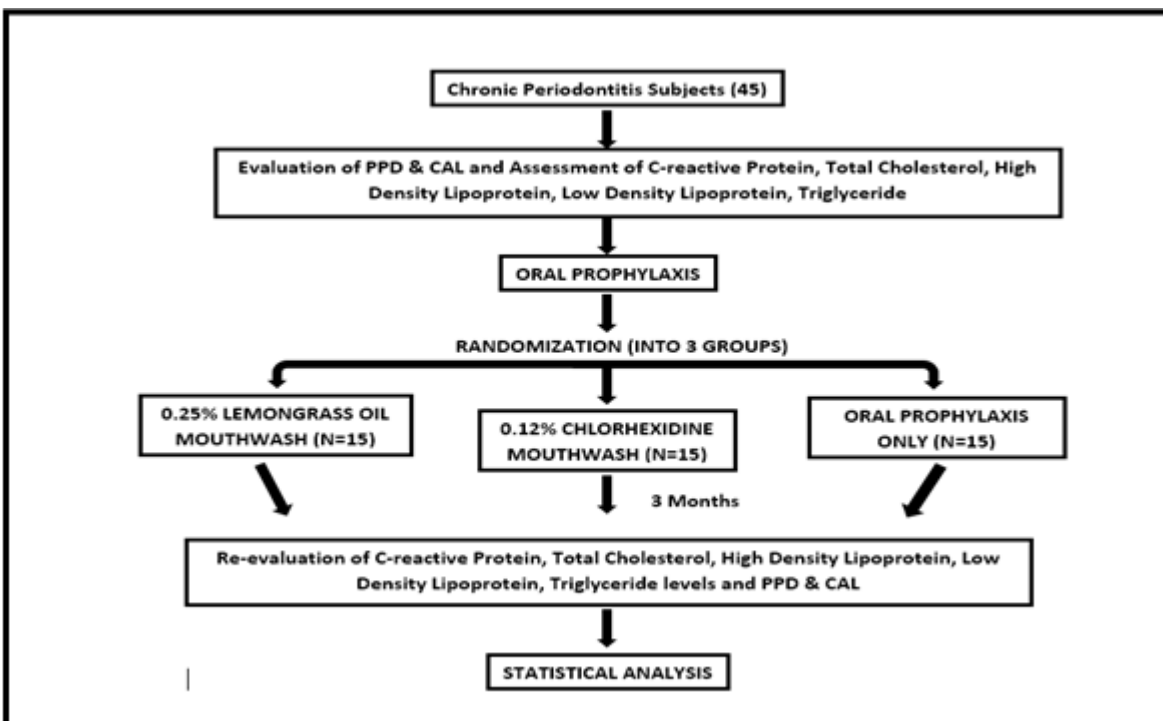 Chronic Periodontitis Subjects (45)
Evaluation of PPD & CAL and Assessment of C-reactive Protein, Total Cholesterol, High
Density Lipoprotein, Low Density Lipoprotein, Triglyceride
ORAL PROPHYLAXIS
RANDOMIZATION (INTO 3 GROUPS)
0.25% LEMONGRASS OIL
MOUTHWASH (N=15)
0.12% CHLORHEXIDINE
MOUTHWASH (N=15)
ORAL PROPHYLAXIS
ONLY (N=15)
3 Months
Re-evaluation of C-reactive Protein, Total Cholesterol, High Density Lipoprotein, Low
Density Lipoprotein, Triglyceride levels and PPD & CAL
STATISTICAL ANALYSIS